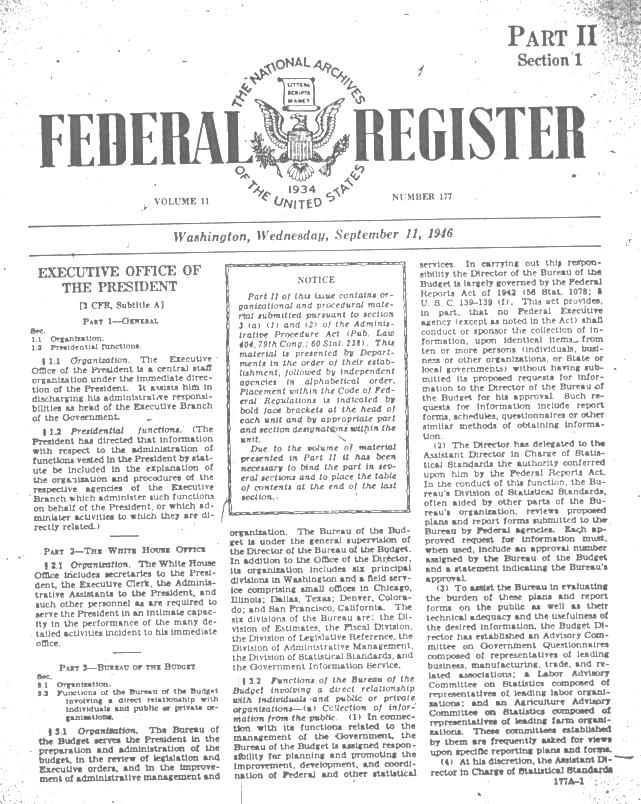 PART II
Section 1
THE NATIONAL ARCHIVES
LITTERA
SCRIPTA
MANET
FEDERAL REGISTER
1934
OF THE UNITED STATES
VOLUME 11
NUMBER 177
Washington, Wednesday, September 11, 1946
EXECUTIVE OFFICE OF
THE PRESIDENT
[3 CFR, Subtitle A]
PART 1—GENERAL
Sec.
1.1 Organization.
1.2 Presidential functions.
§ 1.1 Organization. The Executive
Office of the President is a central staff
organization under the immediate direc-
tion of the President. It assists him in
discharging his administrative responsi-
bilities as head of the Executive Branch
of the Government.
§ 1.2 Presidential functions. (The
President has directed that information
with respect to the administration of
functions vested in the President by stat-
ute be included in the explanation of
the organization and procedures of the
respective agencies of the Executive
Branch which administer such functions
on behalf of the President, or which ad-
minister activities to which they are di-
rectly related.)
PART 2—THE WHITE HOUSE OFFICE
§ 2.1 Organization. The White House
Office includes secretaries to the Presi-
dent, the Executive Clerk, the Adminis-
trative Assistants to the President, and
such other personnel as are required to
serve the President in an intimate capac-
ity in the performance of the many de-
tailed activities incident to his immediate
office.
PART 3—BUREAU OF THE BUDGET
Sec.
3.1 Organization.
3.2 Functions of the Bureau of the Budget
involving a direct relationship with
individuals and public or private or-
ganizations.
§ 3.1 Organization. The Bureau of
the Budget serves the President in the
preparation and administration of the
budget, in the review of legislation and
Executive orders, and in the improve-
ment of administrative management and
NOTICE
Part II of this issue contains or-
ganizational and procedural mate-
rial submitted pursuant to section
3 (a) (1) and (2) of the Adminis-
trative Procedure Act (Pub. Law
404, 79th Cong.; 60 Stat. 238). This
material is presented by Depart-
ments in the order of their estab-
lishment, followed by independent
agencies in alphabetical order.
Placement within the Code of Fed-
eral Regulations is indicated by
bold face brackets at the head of
each unit and by appropriate part
and section designations within the
unit.
Due to the volume of material
presented in Part II it has been
necessary to bind the part in sev-
eral sections and to place the table
of contents at the end of the last
section.
organization. The Bureau of the Bud-
get is under the general supervision of
the Director of the Bureau of the Budget.
In addition to the Office of the Director,
its organization includes six principal
divisions in Washington and a field serv-
ice comprising small offices in Chicago,
Illinois; Dallas, Texas; Denver, Colora-
do; and San Francisco, California. The
six divisions of the Bureau are: the Di-
vision of Estimates, the Fiscal Division,
the Division of Legislative Reference, the
Division of Administrative Management,
the Division of Statistical Standards, and
the Government Information Service.
§ 3.2 Functions of the Bureau of the
Budget involving a direct relationship
with individuals and public or private
organizations—(a) Collection of infor-
mation from the public. (1) In connec-
tion with its functions related to the
management of the Government, the
Bureau of the Budget is assigned respon-
sibility for planning and promoting the
improvement, development, and coordi-
nation of Federal and other statistical
services. In carrying out this respon-
sibility the Director of the Bureau of the
Budget is largely governed by the Federal
Reports Act of 1942 (56 Stat. 1078; 5
U. S. C. 139-139 (f). This act provides,
in part, that no Federal Executive
agency (except as noted in the Act) shall
conduct or sponsor the collection of in-
formation, upon identical items, from
ten or more persons (individuals, busi-
ness or other organizations, or State or
local governments) without having sub-
mitted its proposed requests for infor-
mation to the Director of the Bureau of
the Budget for his approval. Such re-
quests for information include report
forms, schedules, questionnaires or other
similar methods of obtaining informa-
tion.
(2) The Director has delegated to the
Assistant Director in Charge of Statis-
tical Standards the authority conferred
upon him by the Federal Reports Act.
In the conduct of this function, the Bu-
reau's Division of Statistical Standards,
often aided by other parts of the Bu-
reau's organization, reviews proposed
plans and report forms submitted to the
Bureau by Federal agencies. Each ap-
proved request for information must,
when used, include an approval number
assigned by the Bureau of the Budget
and a statement indicating the Bureau's
approval.
(3) To assist the Bureau in evaluating
the burden of these plans and report
forms on the public as well as their
technical adequacy and the usefulness of
the desired information, the Budget Di-
rector has established an Advisory Com-
mittee on Government Questionnaires
composed of representatives of leading
business, manufacturing, trade, and re-
lated associations; a Labor Advisory
Committee on Statistics composed of
representatives of leading labor organi-
zations; and an Agriculture Advisory
Committee on Statistics composed of
representatives of leading farm organi-
zations. These committees established
by them are frequently asked for views
upon specific reporting plans and forms.
(4) At his discretion, the Assistant Di-
rector in Charge of Statistical Standards
177A-1